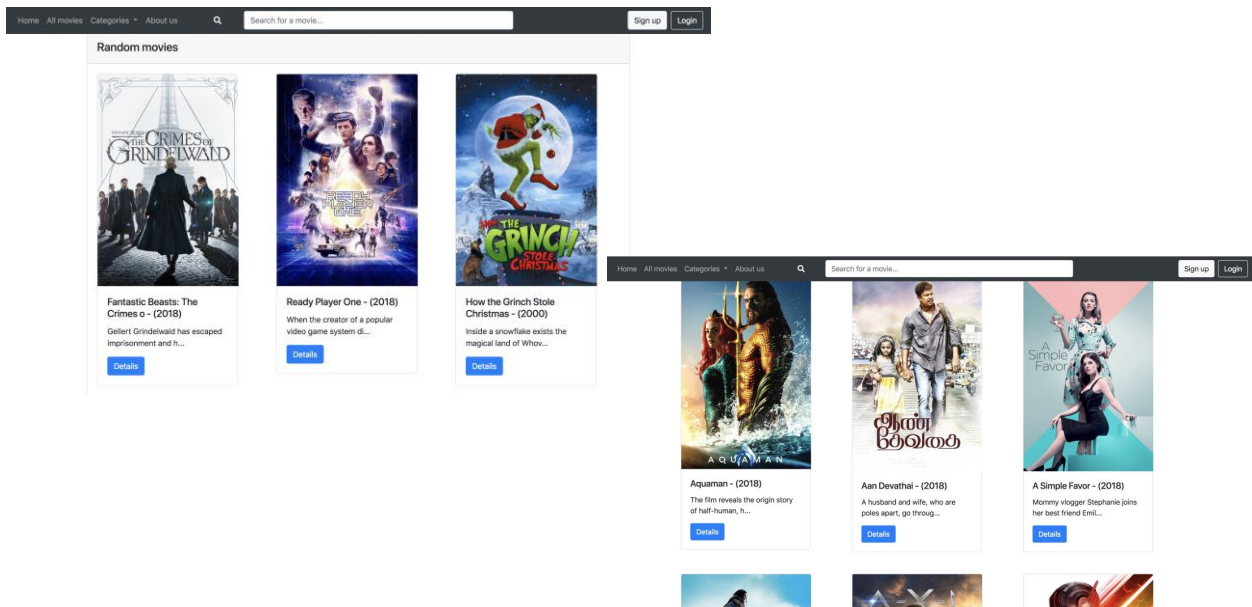 Home All movies Categories About us Search for a movie... Sign up Login
Random movies
THE CRIMES OF
GRINDELWALD
READY
PLAYER
ONE
THE
GRINCH
STOLE
CHRISTMAS
Fantastic Beasts: The
Crimes o - (2018)
Gellert Grindelwald has escaped
imprisonment and h...
Details
Ready Player One - (2018)
When the creator of a popular
video game system di...
Details
How the Grinch Stole
Christmas - (2000)
Inside a snowflake exists the
magical land of Whov...
Details
Home All movies Categories About us Search for a movie... Sign up Login
AQUAMAN
ஆண்
தேவதை
A
Simple
Favor
Aquaman - (2018)
The film reveals the origin story
of half-human, h...
Details
Aan Devathai - (2018)
A husband and wife, who are
poles apart, go throug...
Details
A Simple Favor - (2018)
Mommy vlogger Stephanie joins
her best friend Emil...
Details
A-X-L